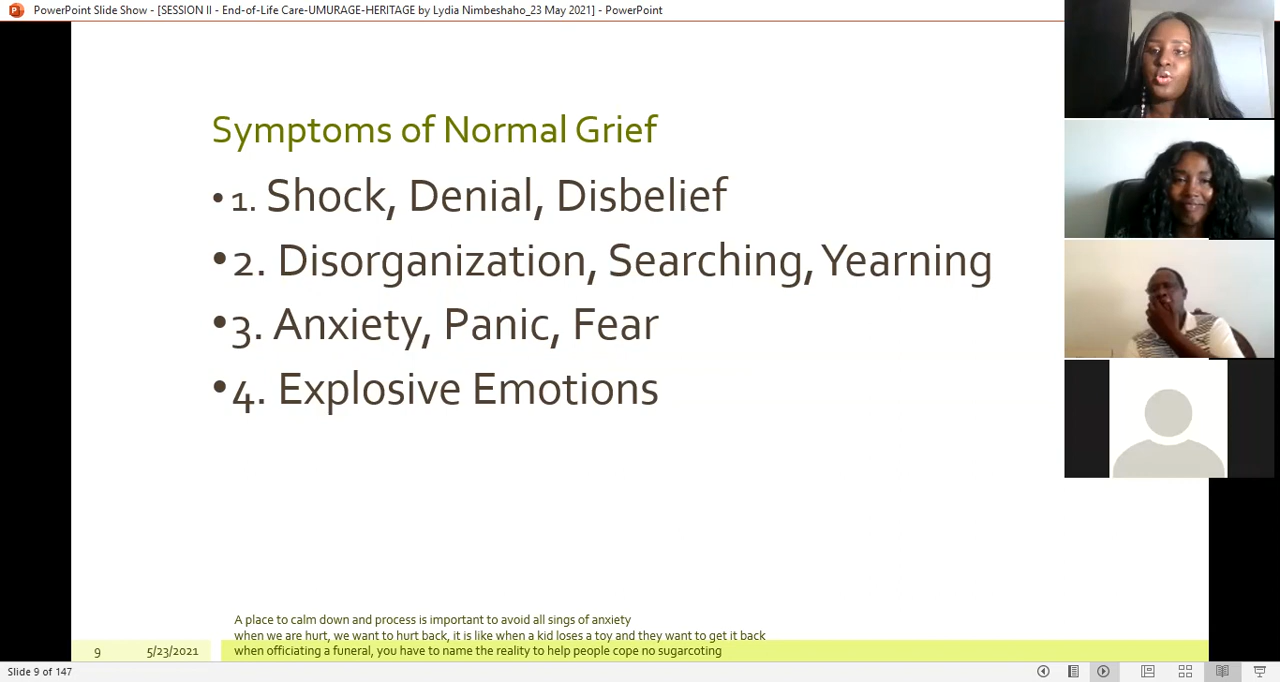 PowerPoint Slide Show - [SESSION II - End-of-Life Care-UMURAGE-HERITAGE by Lydia Nimbeshaho_23 May 2021] - PowerPoint
Symptoms of Normal Grief
• 1. Shock, Denial, Disbelief
•2. Disorganization, Searching, Yearning
•3. Anxiety, Panic, Fear
•4. Explosive Emotions
A place to calm down and process is important to avoid all sings of anxiety
when we are hurt, we want to hurt back, it is like when a kid loses a toy and they want to get it back
when officiating a funeral, you have to name the reality to help people cope no sugarcoting
9 5/23/2021
Slide 9 of 147